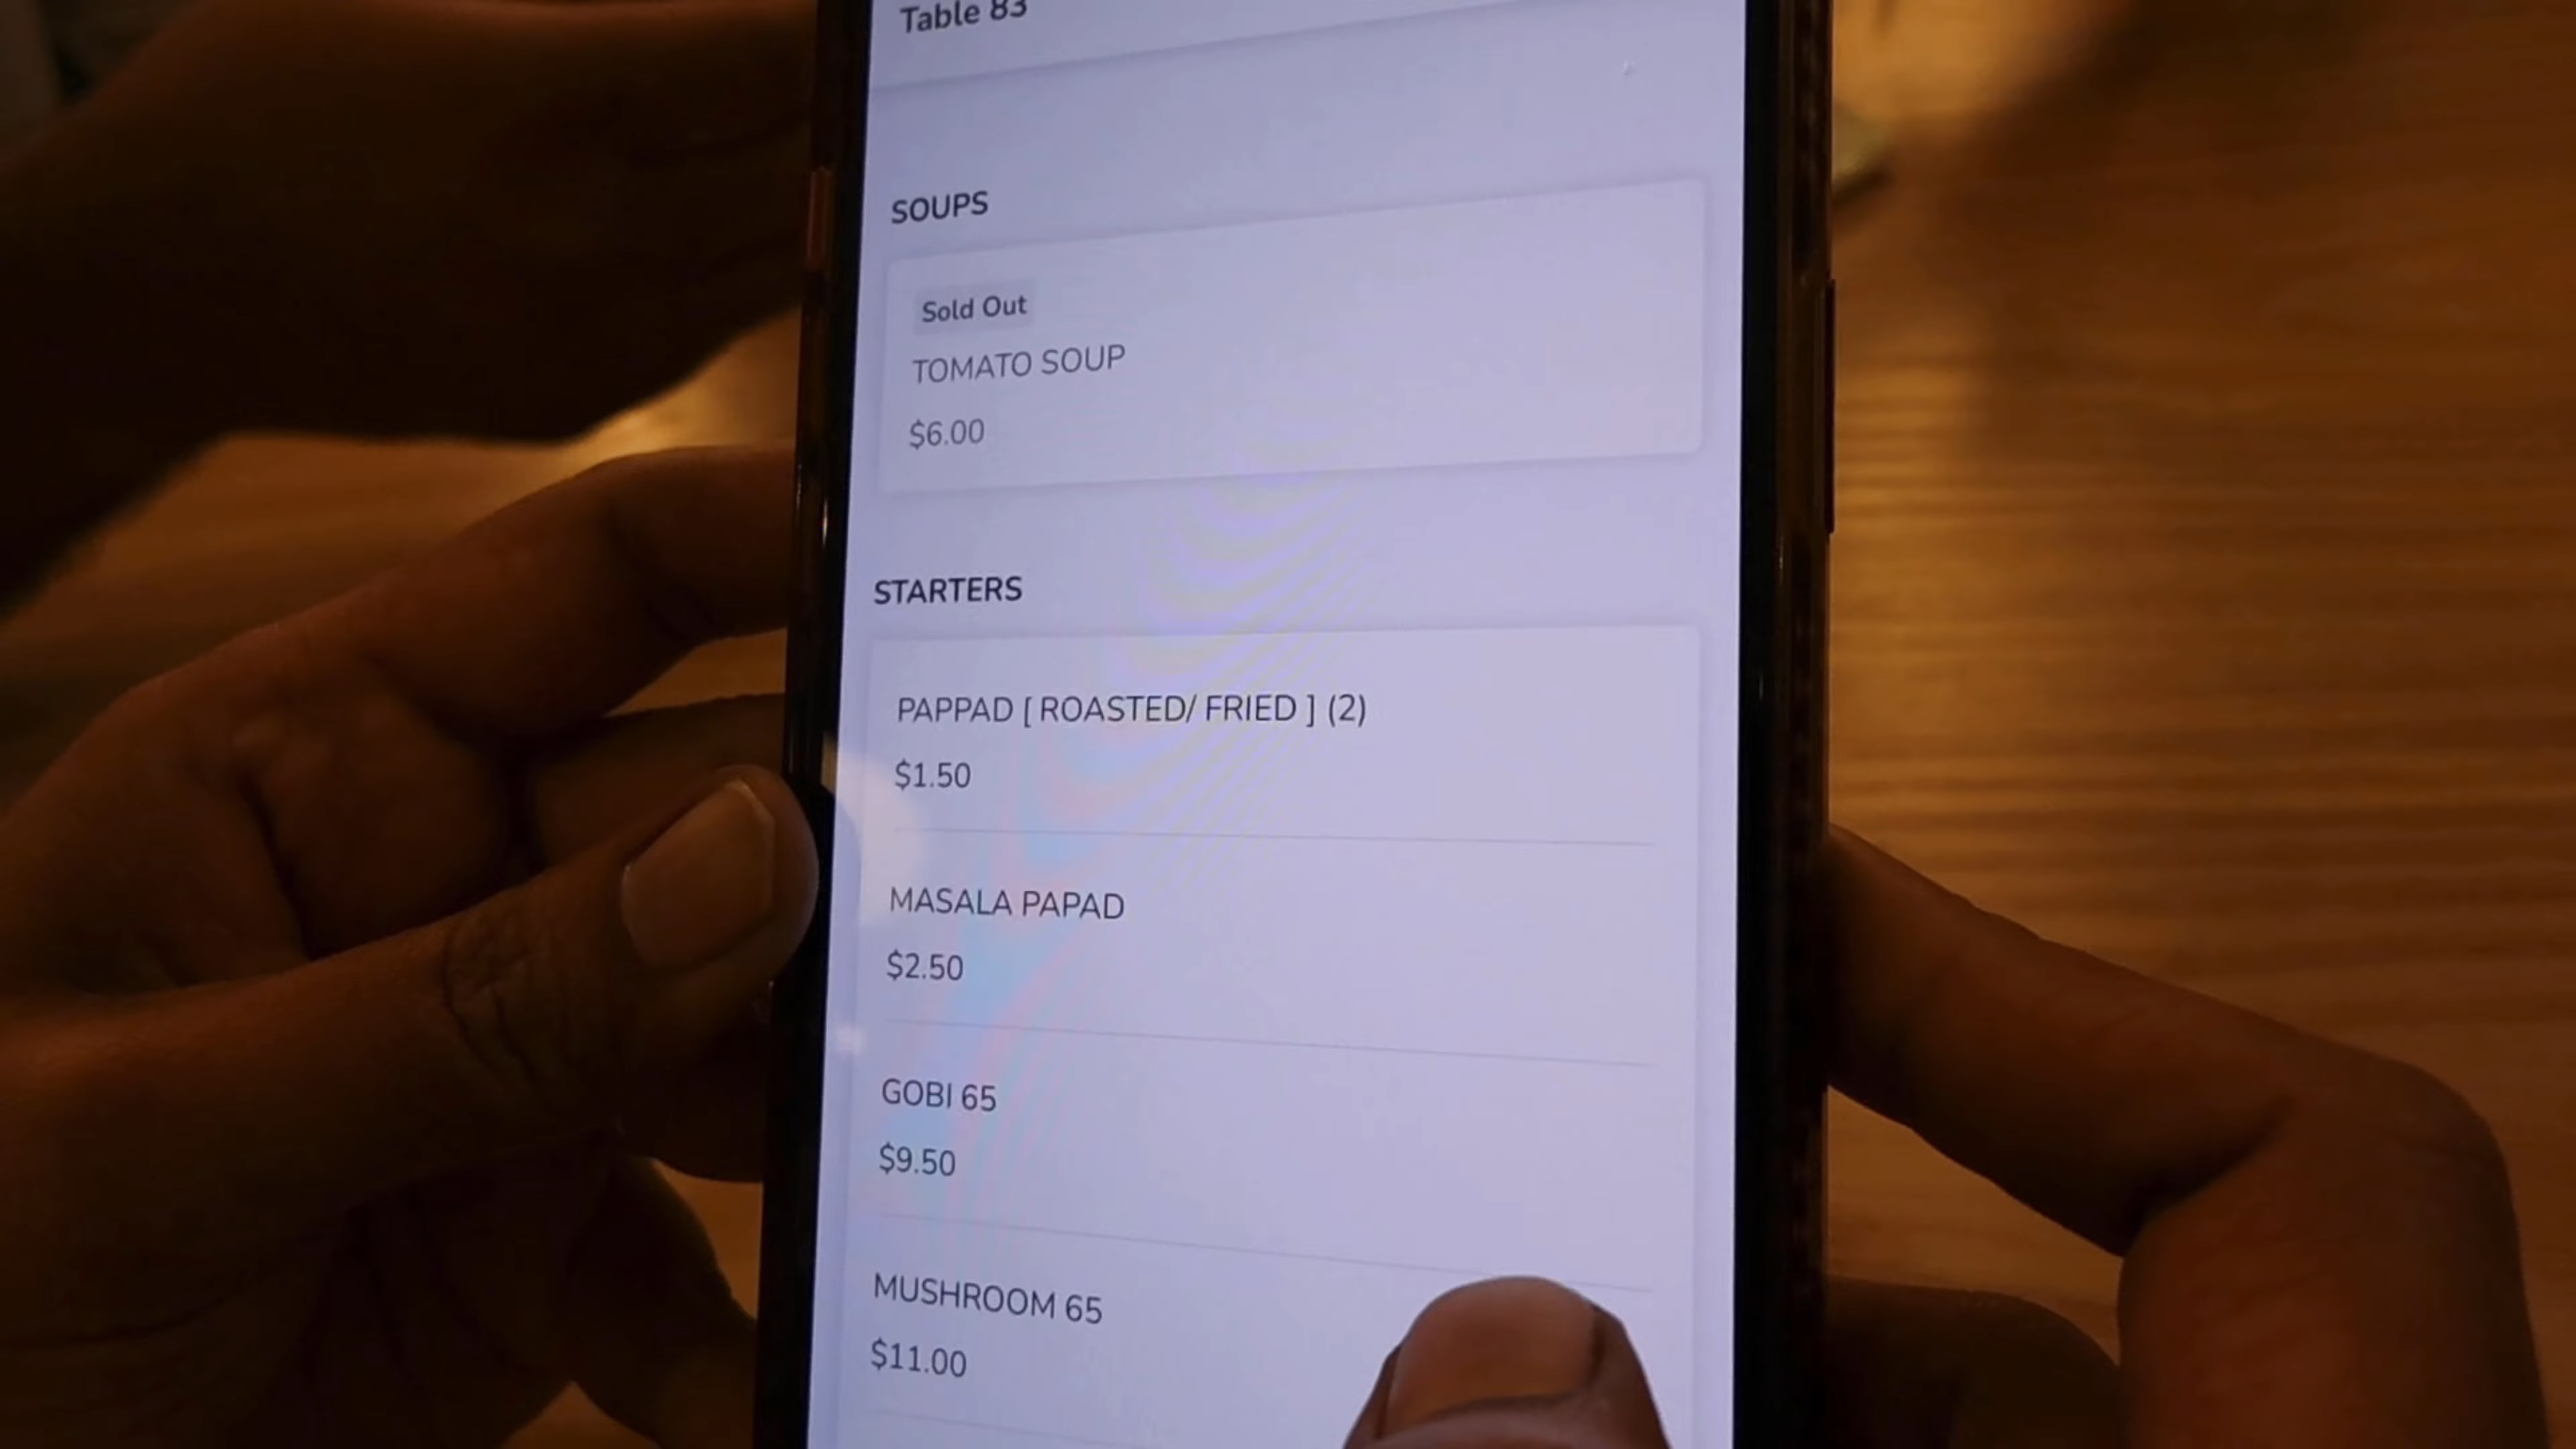 Table 83
SOUPS
Sold Out
TOMATO SOUP
$6.00
STARTERS
PAPPAD [ ROASTED/ FRIED ] (2)
$1.50
MASALA PAPAD
$2.50
GOBI 65
$9.50
MUSHROOM 65
$11.00